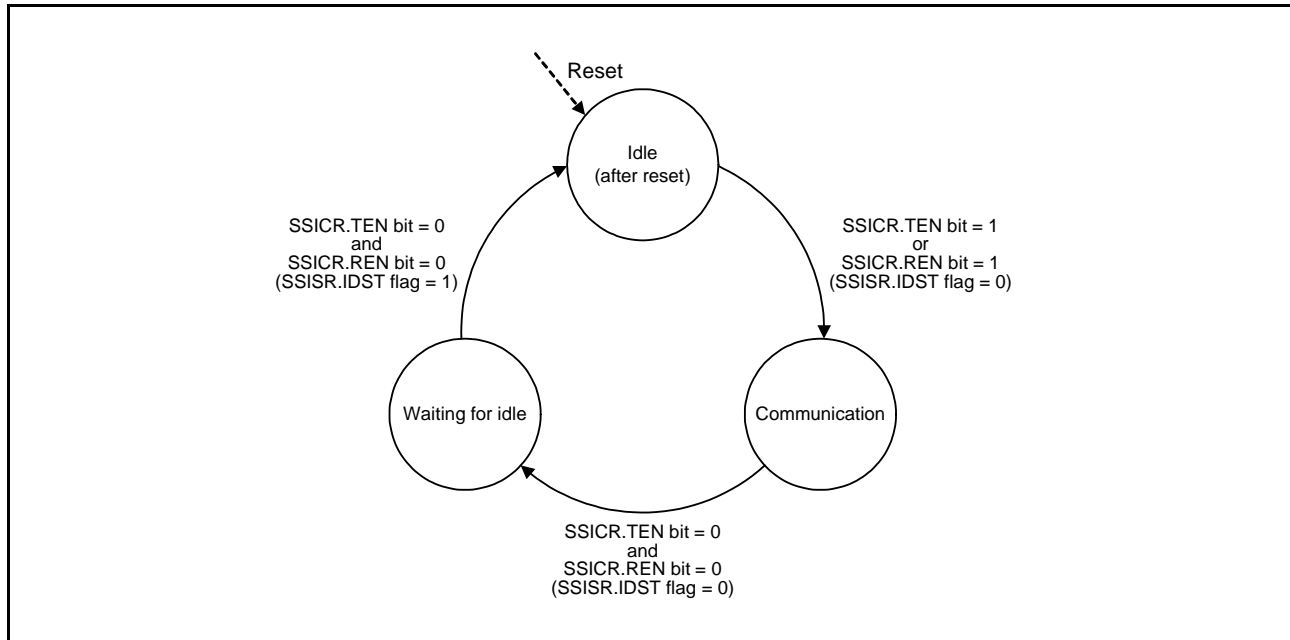 Reset
Idle
(after reset)
SSICR.TEN bit = 0
and
SSICR.REN bit = 0
(SSISR.IDST flag = 1)
SSICR.TEN bit = 1
or
SSICR.REN bit = 1
(SSISR.IDST flag = 0)
Waiting for idle
Communication
SSICR.TEN bit = 0
and
SSICR.REN bit = 0
(SSISR.IDST flag = 0)